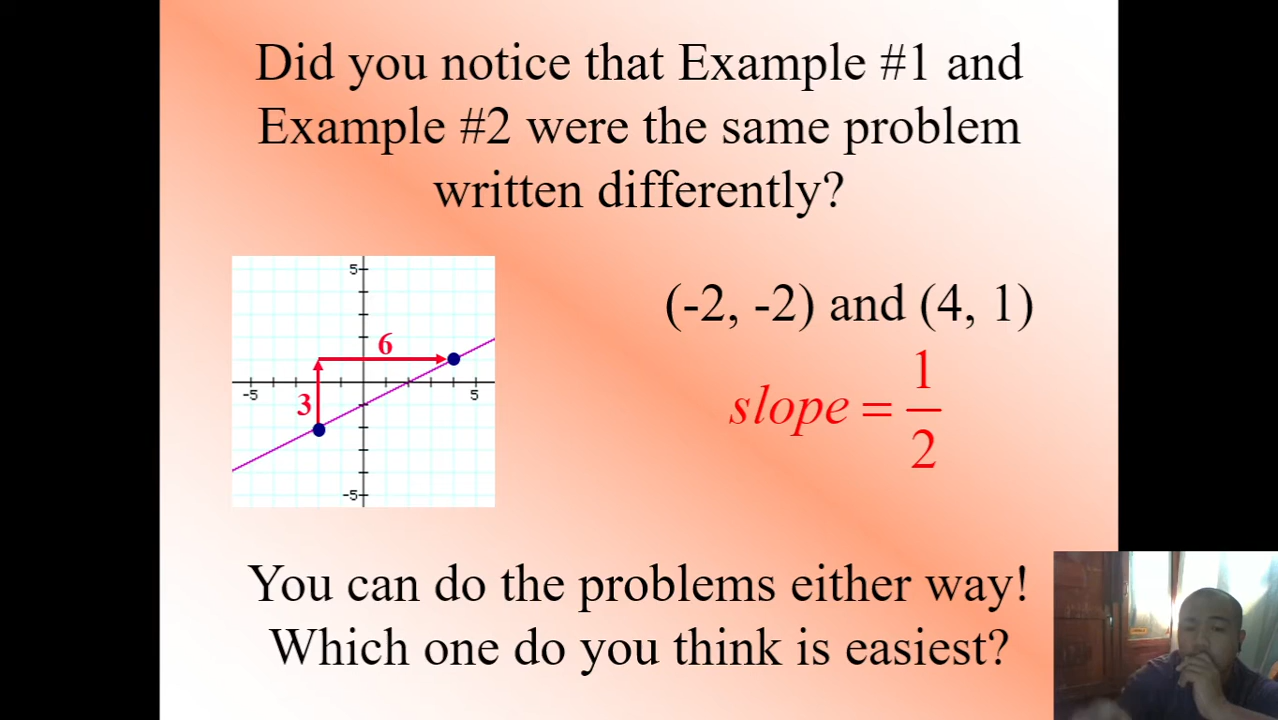 Did you notice that Example #1 and
Example #2 were the same problem
written differently?
5
6
-5
5
3
-5
(-2, -2) and (4, 1)
slope = 1/2
You can do the problems either way!
Which one do you think is easiest?